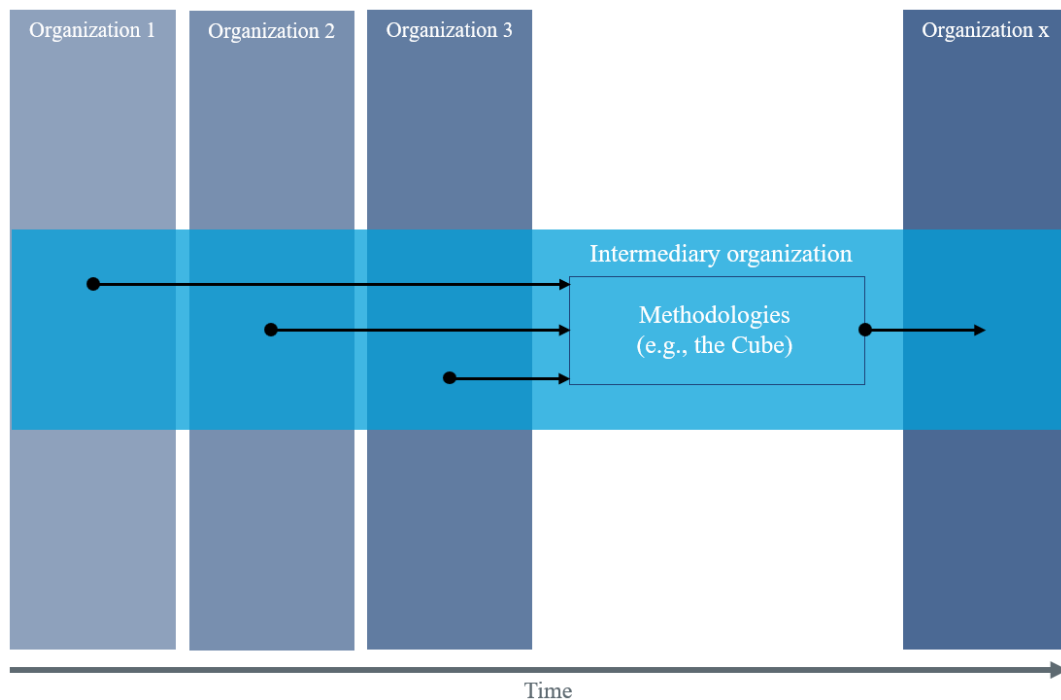 Organization 1
Organization 2
Organization 3
Organization x
Intermediary organization
Methodologies
(e.g., the Cube)
Time